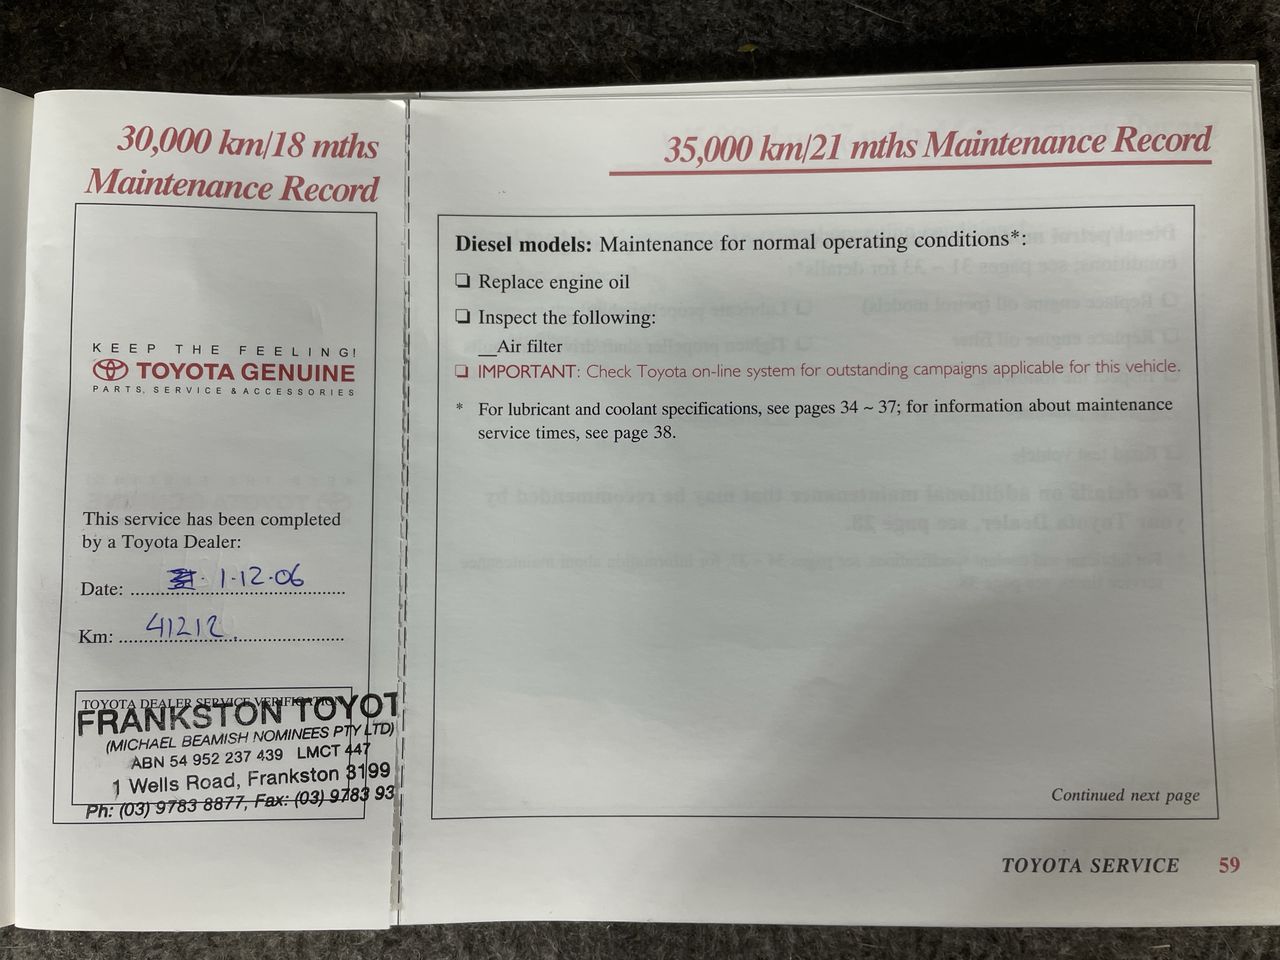 30,000 km/18 mths
Maintenance Record
KEEP THE FEELING!
TOYOTA GENUINE
PARTS, SERVICE & ACCESSORIES
This service has been completed
by a Toyota Dealer:
Date: 1·12·06
Km: 41212.
TOYOTA DEALER SERVICE VERIFICATION
FRANKSTON TOYOT
(MICHAEL BEAMISH NOMINEES PTY LTD)
ABN 54 952 237 439 LMCT 447
1 Wells Road, Frankston 3199
Ph: (03) 9783 8877, Fax: (03) 9783 93
35,000 km/21 mths Maintenance Record
Diesel models: Maintenance for normal operating conditions*:
❏ Replace engine oil
❏ Inspect the following:
__Air filter
❏ IMPORTANT: Check Toyota on-line system for outstanding campaigns applicable for this vehicle.
* For lubricant and coolant specifications, see pages 34 ~ 37; for information about maintenance
service times, see page 38.
Continued next page
TOYOTA SERVICE 59